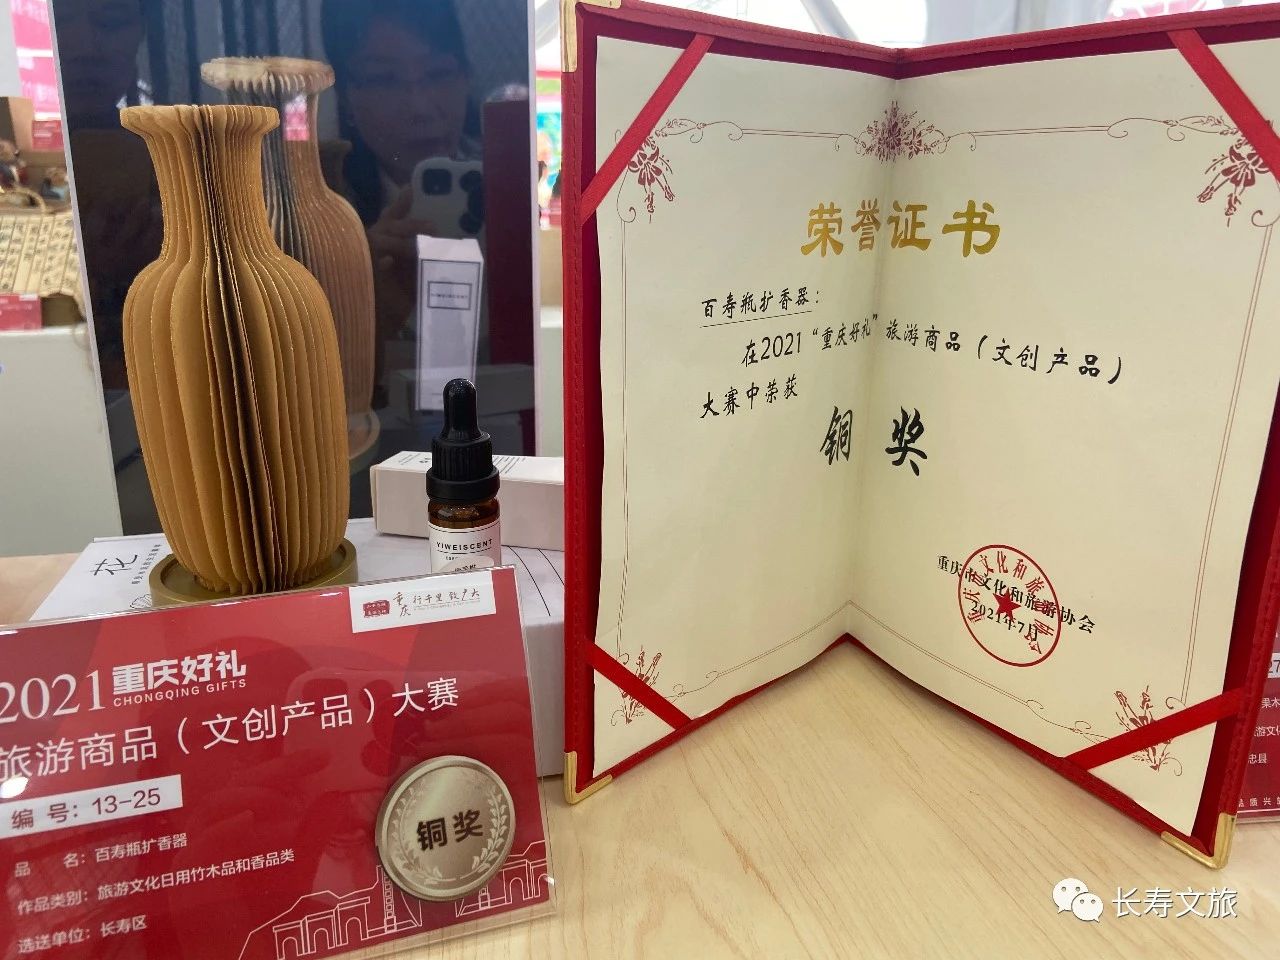 荣誉证书
百寿瓶扩香器：
在2021“重庆好礼”旅游商品（文创产品）
大赛中荣获
铜奖
重庆市文化和旅游协会
2021年7月
YIWEISCENT
YIWEISCENT
花
重庆 行千里 致广大
2021重庆好礼
CHONGQING GIFTS
旅游商品（文创产品）大赛
编号：13-25
品 名：百寿瓶扩香器
作品类别：旅游文化日用竹木品和香品类
选送单位：长寿区
铜奖
忠县
长寿文旅